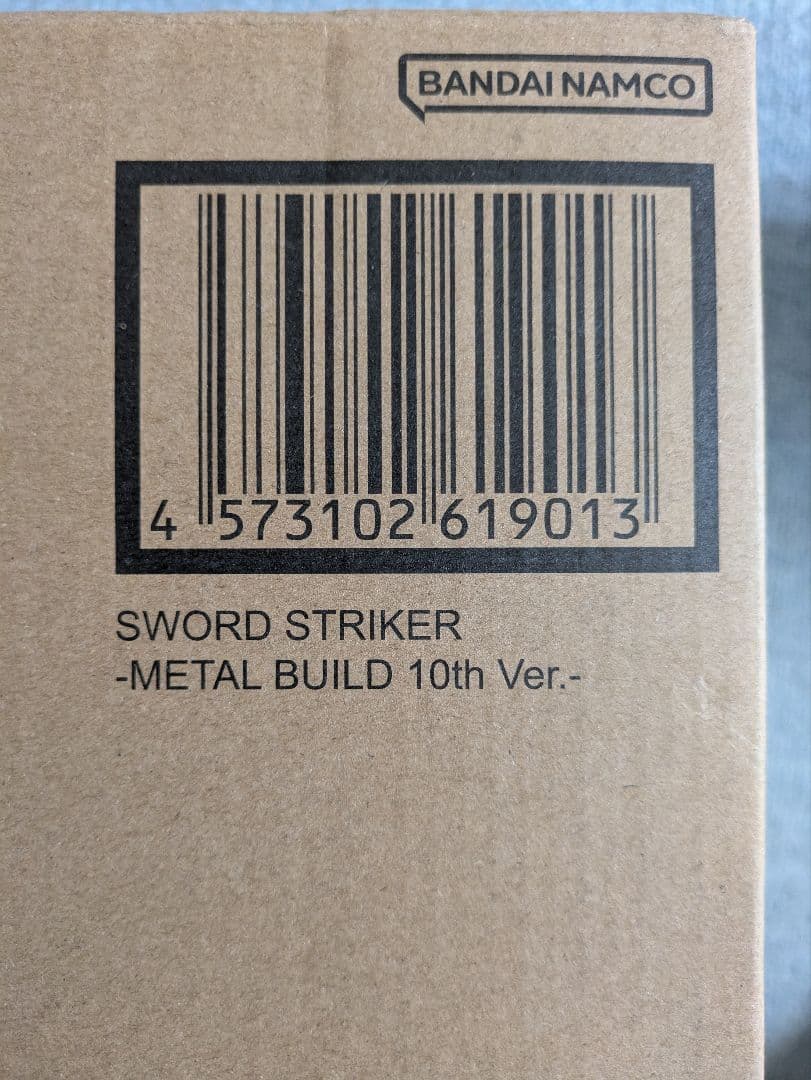 BANDAI NAMCO
4 573102 619013
SWORD STRIKER
-METAL BUILD 10th Ver.-